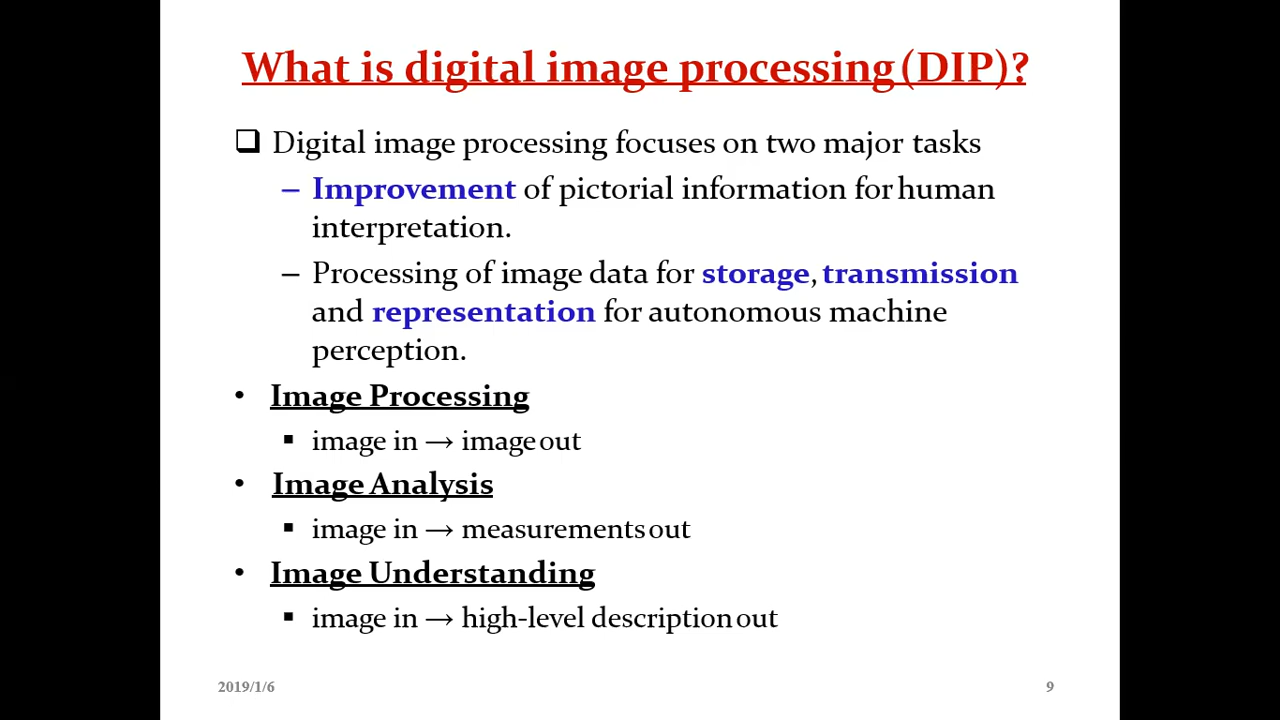 What is digital image processing (DIP)?
❑ Digital image processing focuses on two major tasks
– Improvement of pictorial information for human
interpretation.
– Processing of image data for storage, transmission
and representation for autonomous machine
perception.
• Image Processing
▪ image in → image out
• Image Analysis
▪ image in → measurements out
• Image Understanding
▪ image in → high-level description out
2019/1/6
9